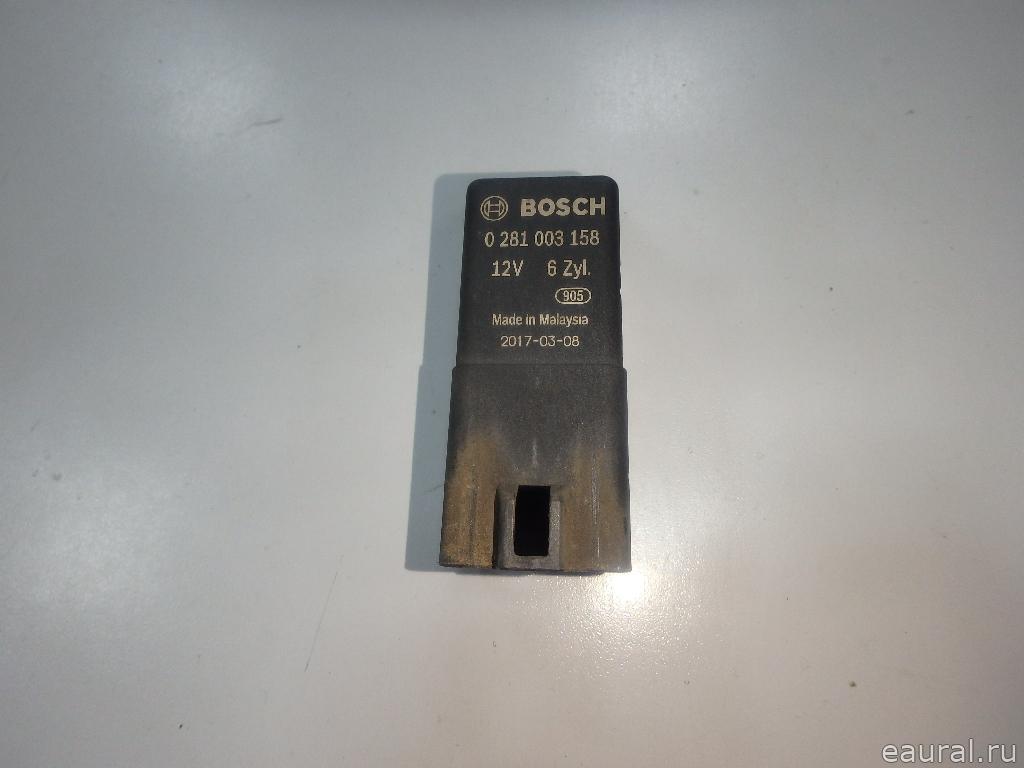 BOSCH
0 281 003 158
12V 6 Zyl.
905
Made in Malaysia
2017-03-08
eaural.ru